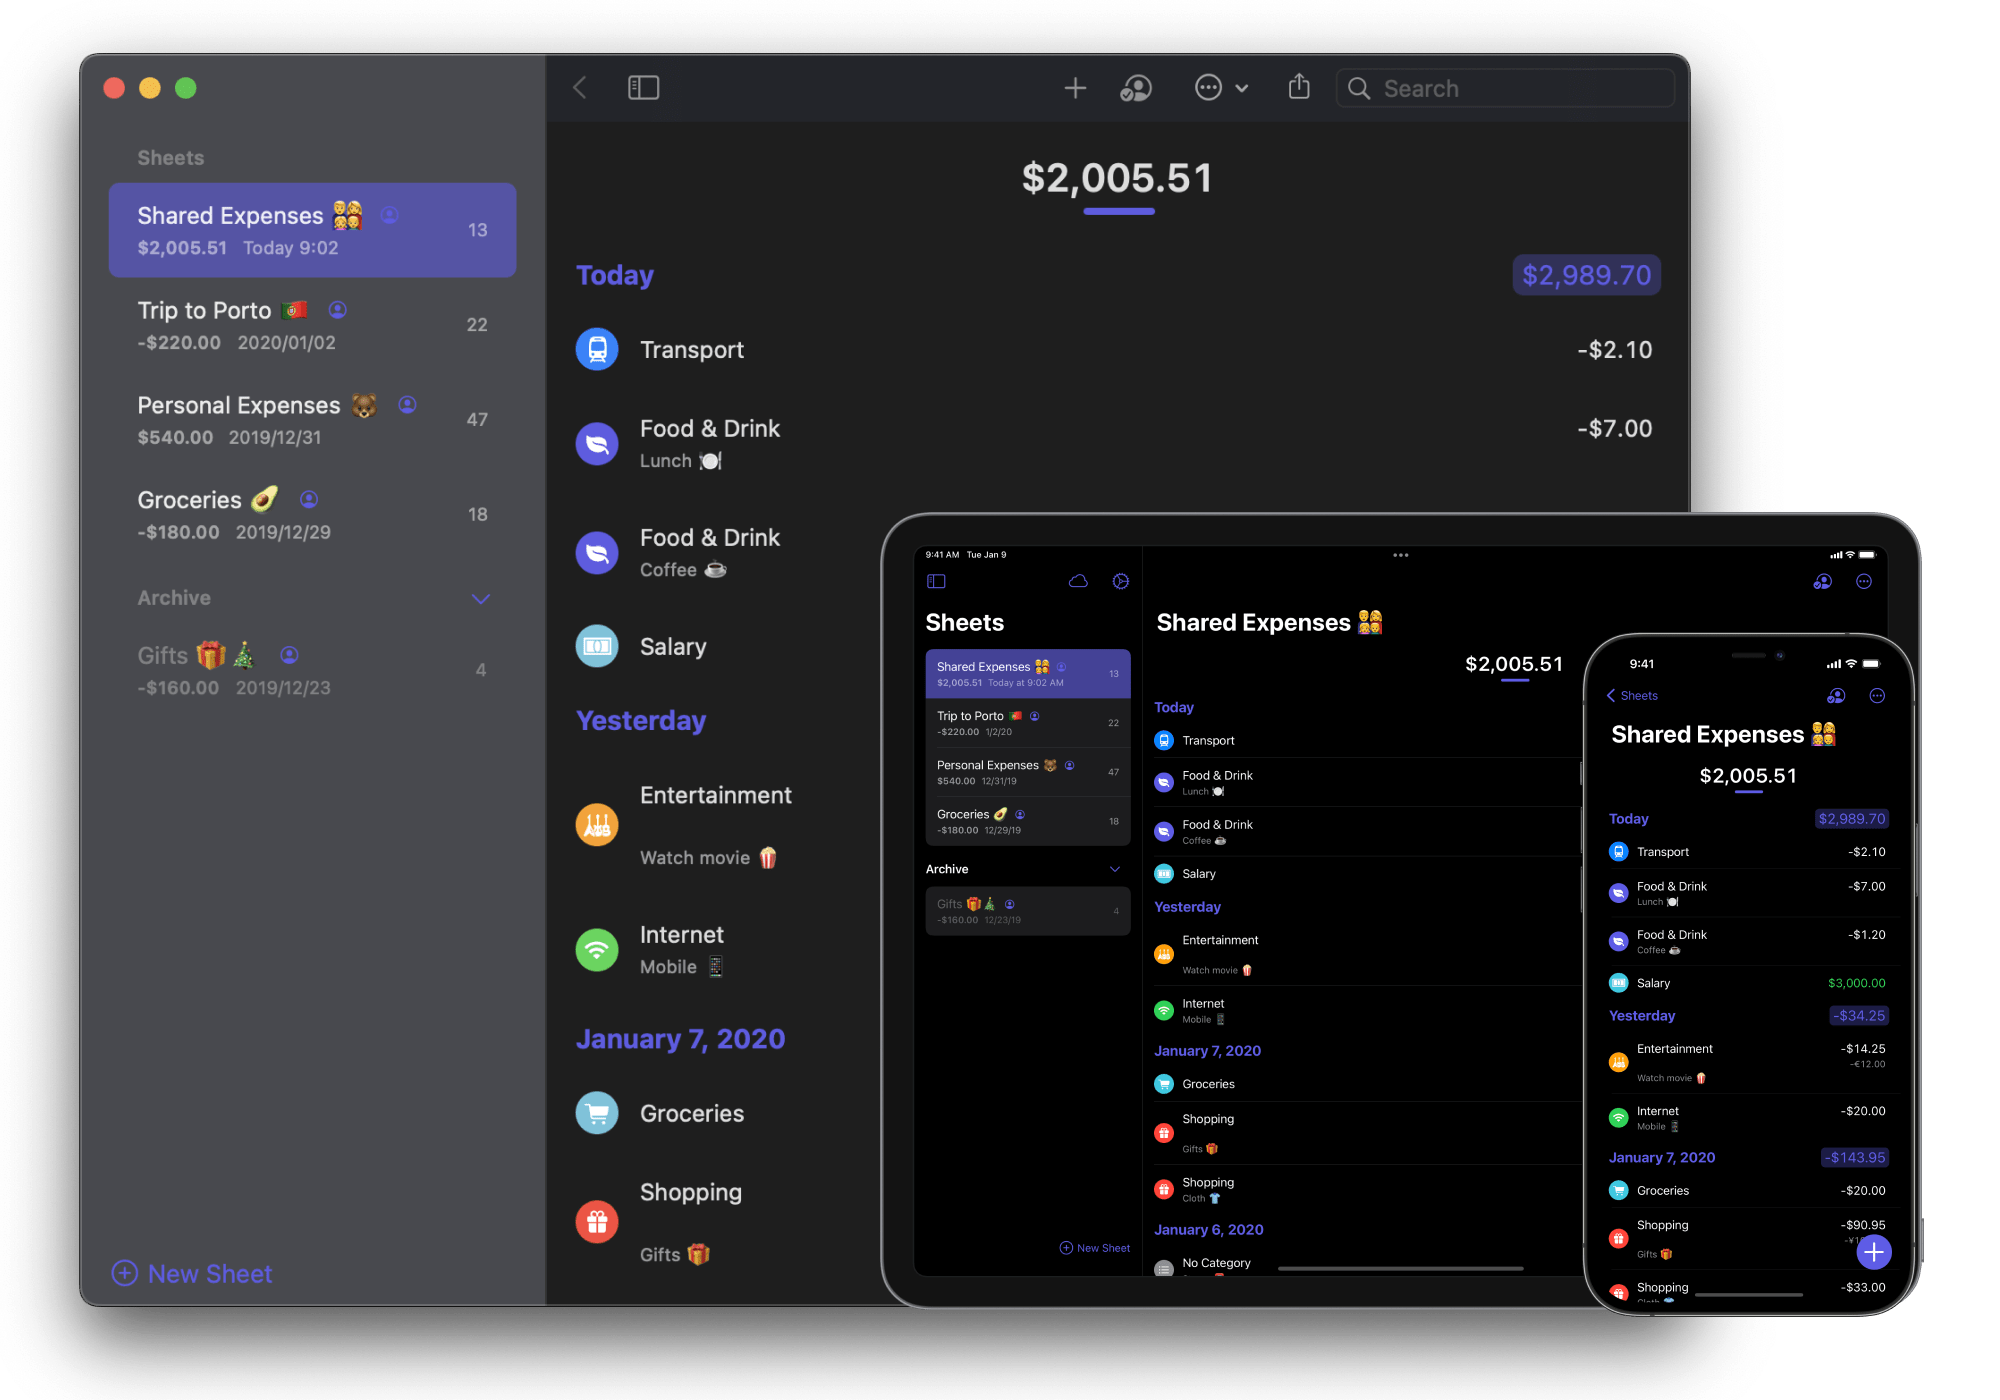 Search
Sheets
Shared Expenses 👨‍👩‍👧‍👦
13
$2,005.51 Today 9:02
Trip to Porto 🇵🇹
22
-$220.00 2020/01/02
Personal Expenses 🐻
47
$540.00 2019/12/31
Groceries 🥑
18
-$180.00 2019/12/29
Archive
Gifts 🎁🎄
4
-$160.00 2019/12/23
New Sheet
$2,005.51
Today $2,989.70
Transport -$2.10
Food & Drink -$7.00
Lunch 🍽
Food & Drink
Coffee ☕
Salary
Yesterday
Entertainment
Watch movie 🍿
Internet
Mobile 📱
January 7, 2020
Groceries
Shopping
Gifts 🎁
9:41 AM Tue Jan 9
Sheets
Shared Expenses 👨‍👩‍👧‍👦
13
$2,005.51 Today at 9:02 AM
Trip to Porto 🇵🇹
22
-$220.00 1/2/20
Personal Expenses 🐻
47
$540.00 12/31/19
Groceries 🥑
18
-$180.00 12/29/19
Archive
Gifts 🎁🎄
4
-$160.00 12/23/19
New Sheet
Shared Expenses 👨‍👩‍👧‍👦
$2,005.51
Today
Transport
Food & Drink
Lunch 🍽
Food & Drink
Coffee ☕
Salary
Yesterday
Entertainment
Watch movie 🍿
Internet
Mobile 📱
January 7, 2020
Groceries
Shopping
Gifts 🎁
Shopping
Cloth 👕
January 6, 2020
No Category
9:41
Sheets
Shared Expenses 👨‍👩‍👧‍👦
$2,005.51
Today $2,989.70
Transport -$2.10
Food & Drink -$7.00
Lunch 🍽
Food & Drink -$1.20
Coffee ☕
Salary $3,000.00
Yesterday -$34.25
Entertainment -$14.25
-€12.00
Watch movie 🍿
Internet -$20.00
Mobile 📱
January 7, 2020 -$143.95
Groceries -$20.00
Shopping -$90.95
Gifts 🎁
Shopping -$33.00
Cloth 👕